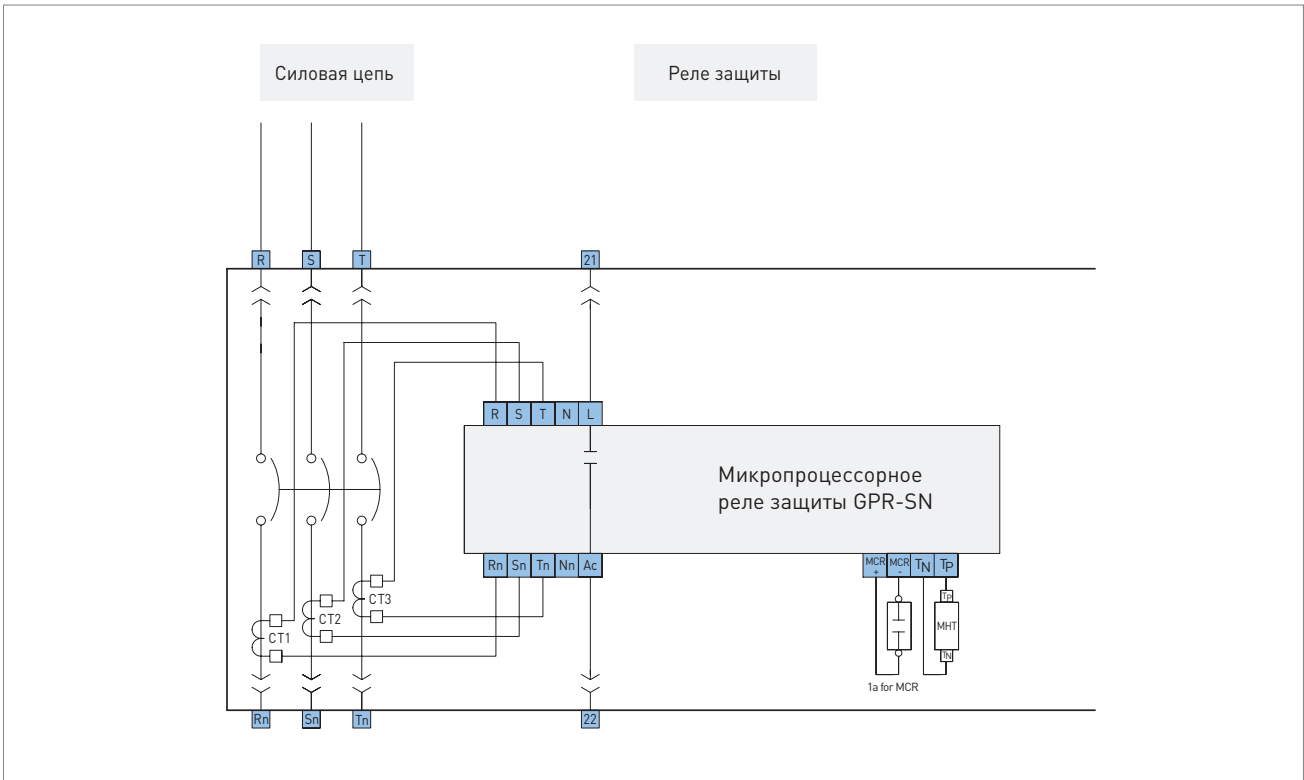 Силовая цепь
Реле защиты
R
S
T
21
R
S
T
N
L
Микропроцессорное
реле защиты GPR-SN
Rn
Sn
Tn
Nn
Ac
MCR
+
MCR
-
TN
TP
TP
MHT
TN
CT3
CT2
CT1
1a for MCR
Rn
Sn
Tn
22